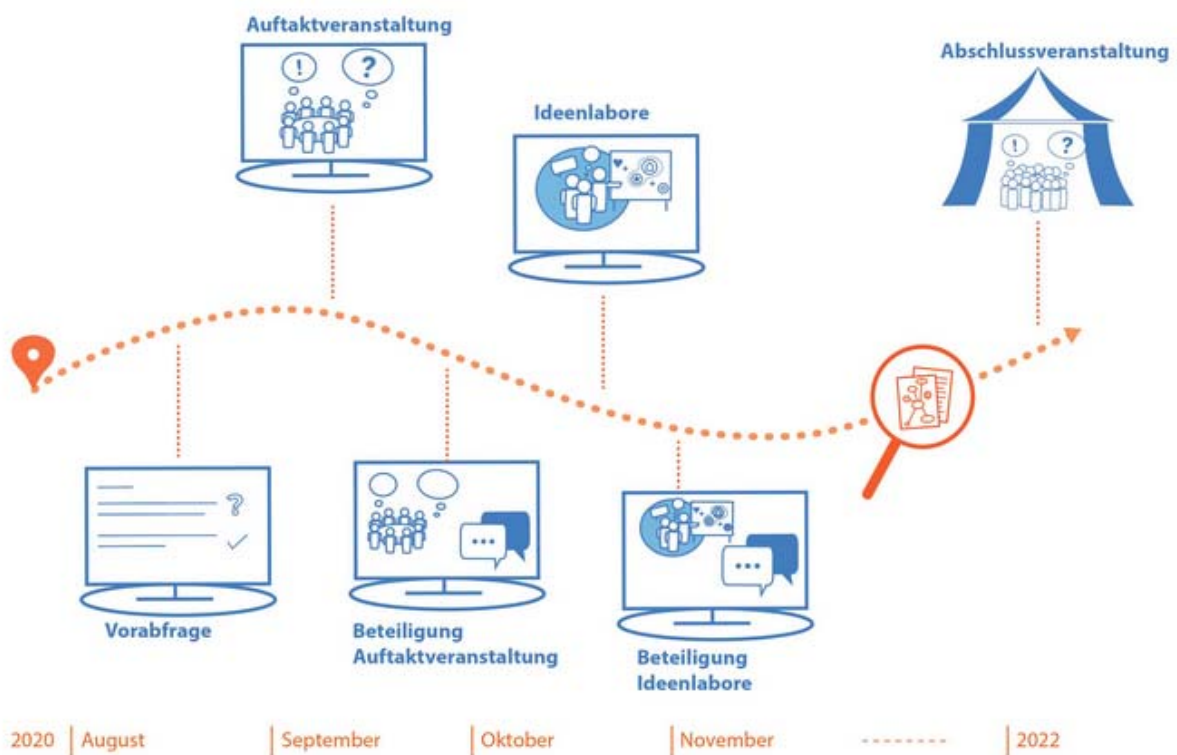 Auftaktveranstaltung
! ?
Ideenlabore
Abschlussveranstaltung
! ?
?
Vorabfrage
Beteiligung
Auftaktveranstaltung
Beteiligung
Ideenlabore
2020 August September Oktober November 2022